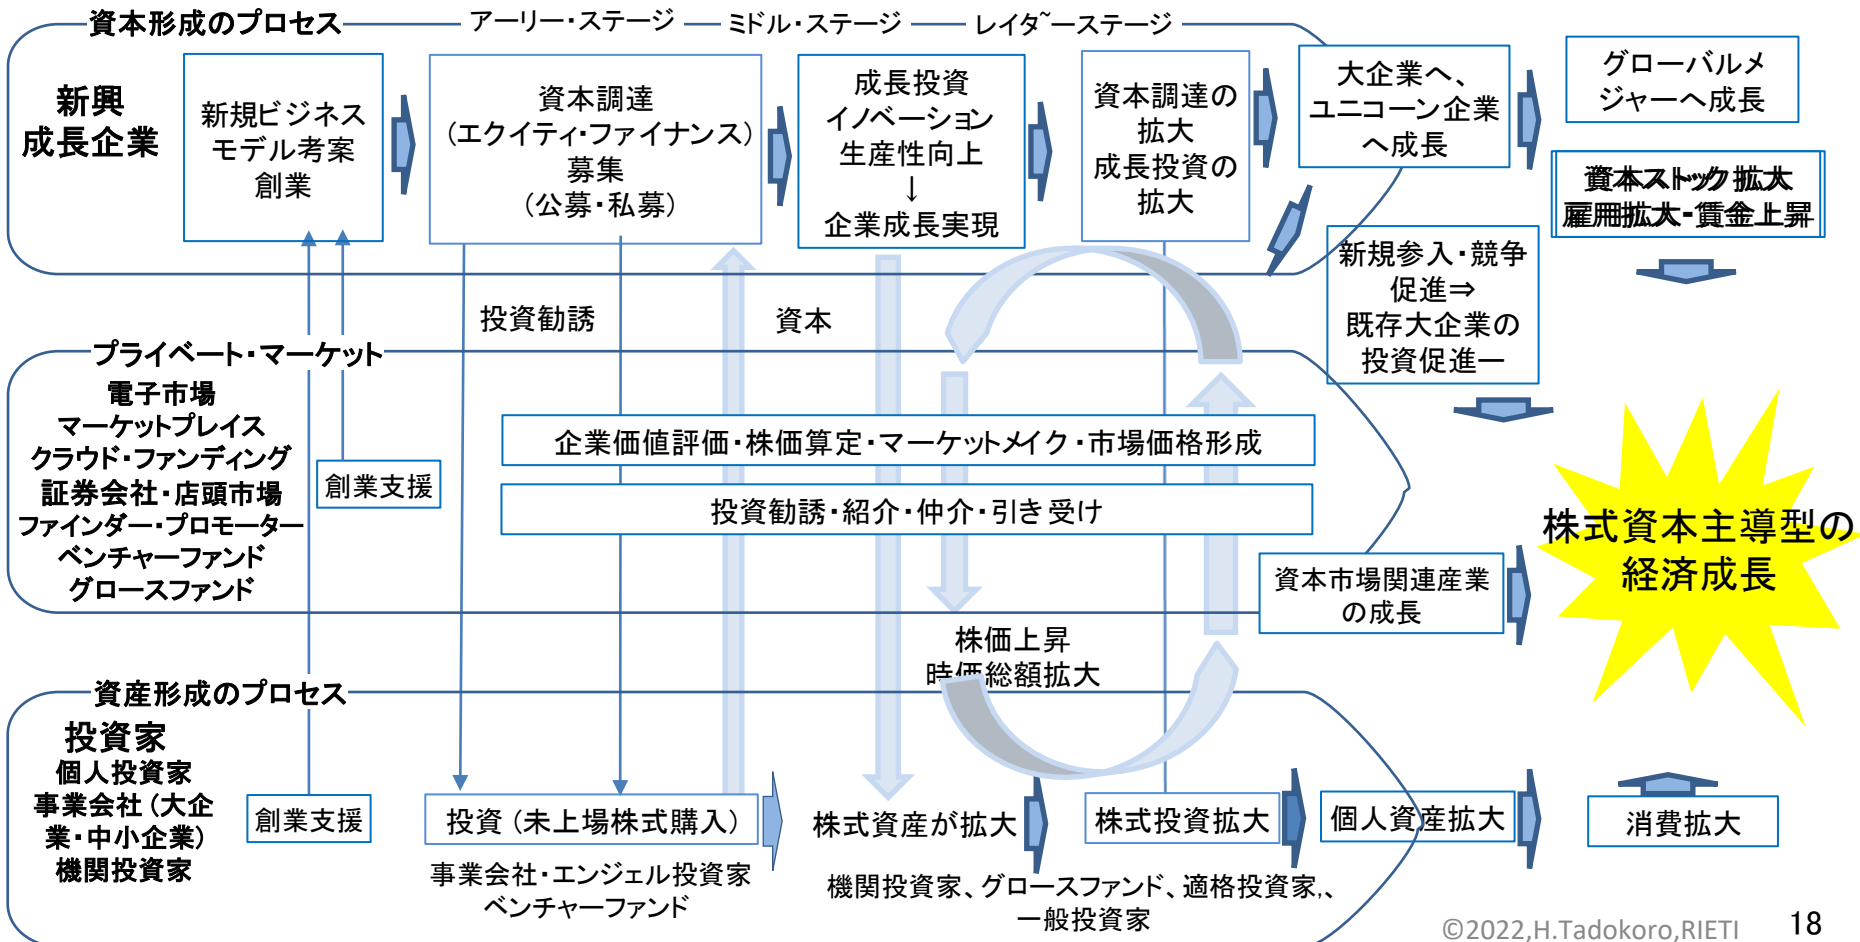 資本形成のプロセス
アーリー・ステージ
ミドル・ステージ
レイタ~ーステージ
新興
成長企業
新規ビジネス
モデル考案
創業
資本調達
(エクイティ・ファイナンス)
募集
(公募・私募)
成長投資
イノベーション
生産性向上
↓
企業成長実現
資本調達の
拡大
成長投資の
拡大
大企業へ、
ユニコーン企業
へ成長
グローバルメ
ジャーへ成長
資本ストック拡大
雇用拡大・賃金上昇
新規参入・競争
促進⇒
既存大企業の
投資促進ー
投資勧誘
資本
プライベート・マーケット
電子市場
マーケットプレイス
クラウド・ファンディング
証券会社・店頭市場
ファインダー・プロモーター
ベンチャーファンド
グロースファンド
創業支援
企業価値評価・株価算定・マーケットメイク・市場価格形成
投資勧誘・紹介・仲介・引き受け
資本市場関連産業
の成長
株式資本主導型の
経済成長
株価上昇
時価総額拡大
資産形成のプロセス
投資家
個人投資家
事業会社(大企
業・中小企業)
機関投資家
創業支援
投資(未上場株式購入)
事業会社・エンジェル投資家
ベンチャーファンド
株式資産が拡大
株式投資拡大
個人資産拡大
消費拡大
機関投資家、グロースファンド、適格投資家,、
一般投資家
©2022,H.Tadokoro,RIETI
18